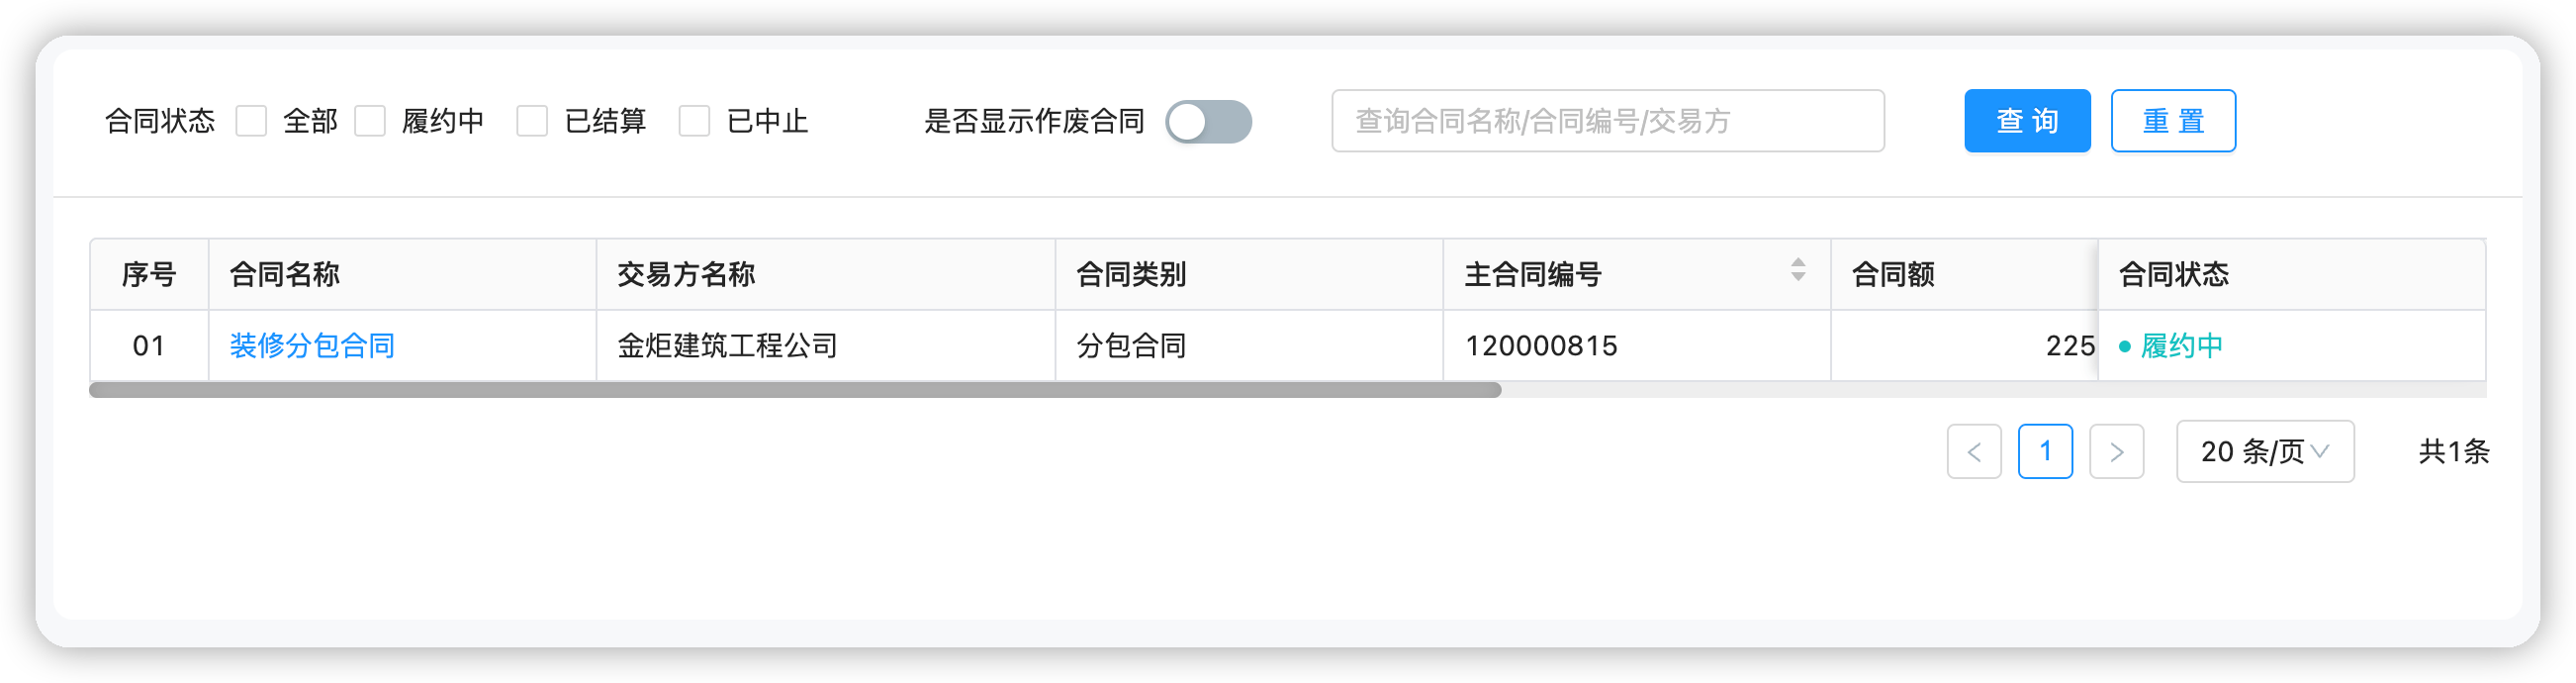 合同状态 全部 履约中 已结算 已中止 是否显示作废合同 查询合同名称/合同编号/交易方 查询 重置
序号 合同名称 交易方名称 合同类别 主合同编号 合同额 合同状态
01 装修分包合同 金炬建筑工程公司 分包合同 120000815 225 履约中
< 1 > 20 条/页 共1条